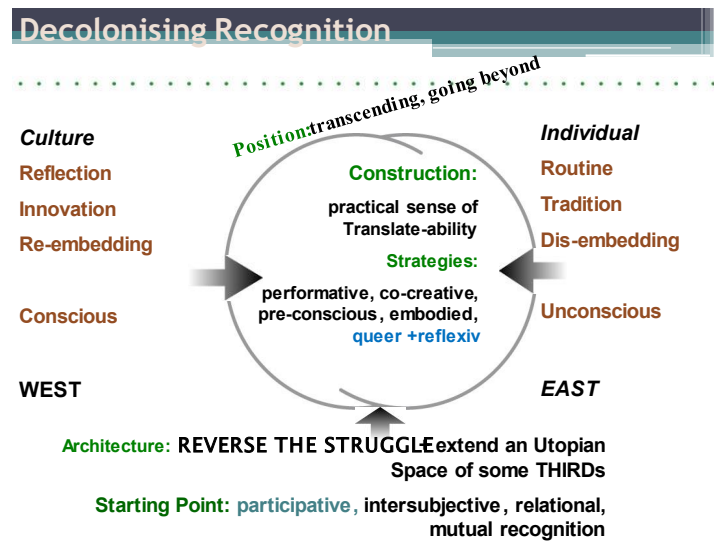 Decolonising Recognition
Position:transcending, going beyond
Culture
Reflection
Innovation
Re-embedding
Conscious
WEST
Construction:
practical sense of
Translate-ability
Strategies:
performative, co-creative,
pre-conscious, embodied,
queer +reflexiv
Individual
Routine
Tradition
Dis-embedding
Unconscious
EAST
Architecture: REVERSE THE STRUGGLE+extend an Utopian
Space of some THIRDs
Starting Point: participative, intersubjective, relational,
mutual recognition